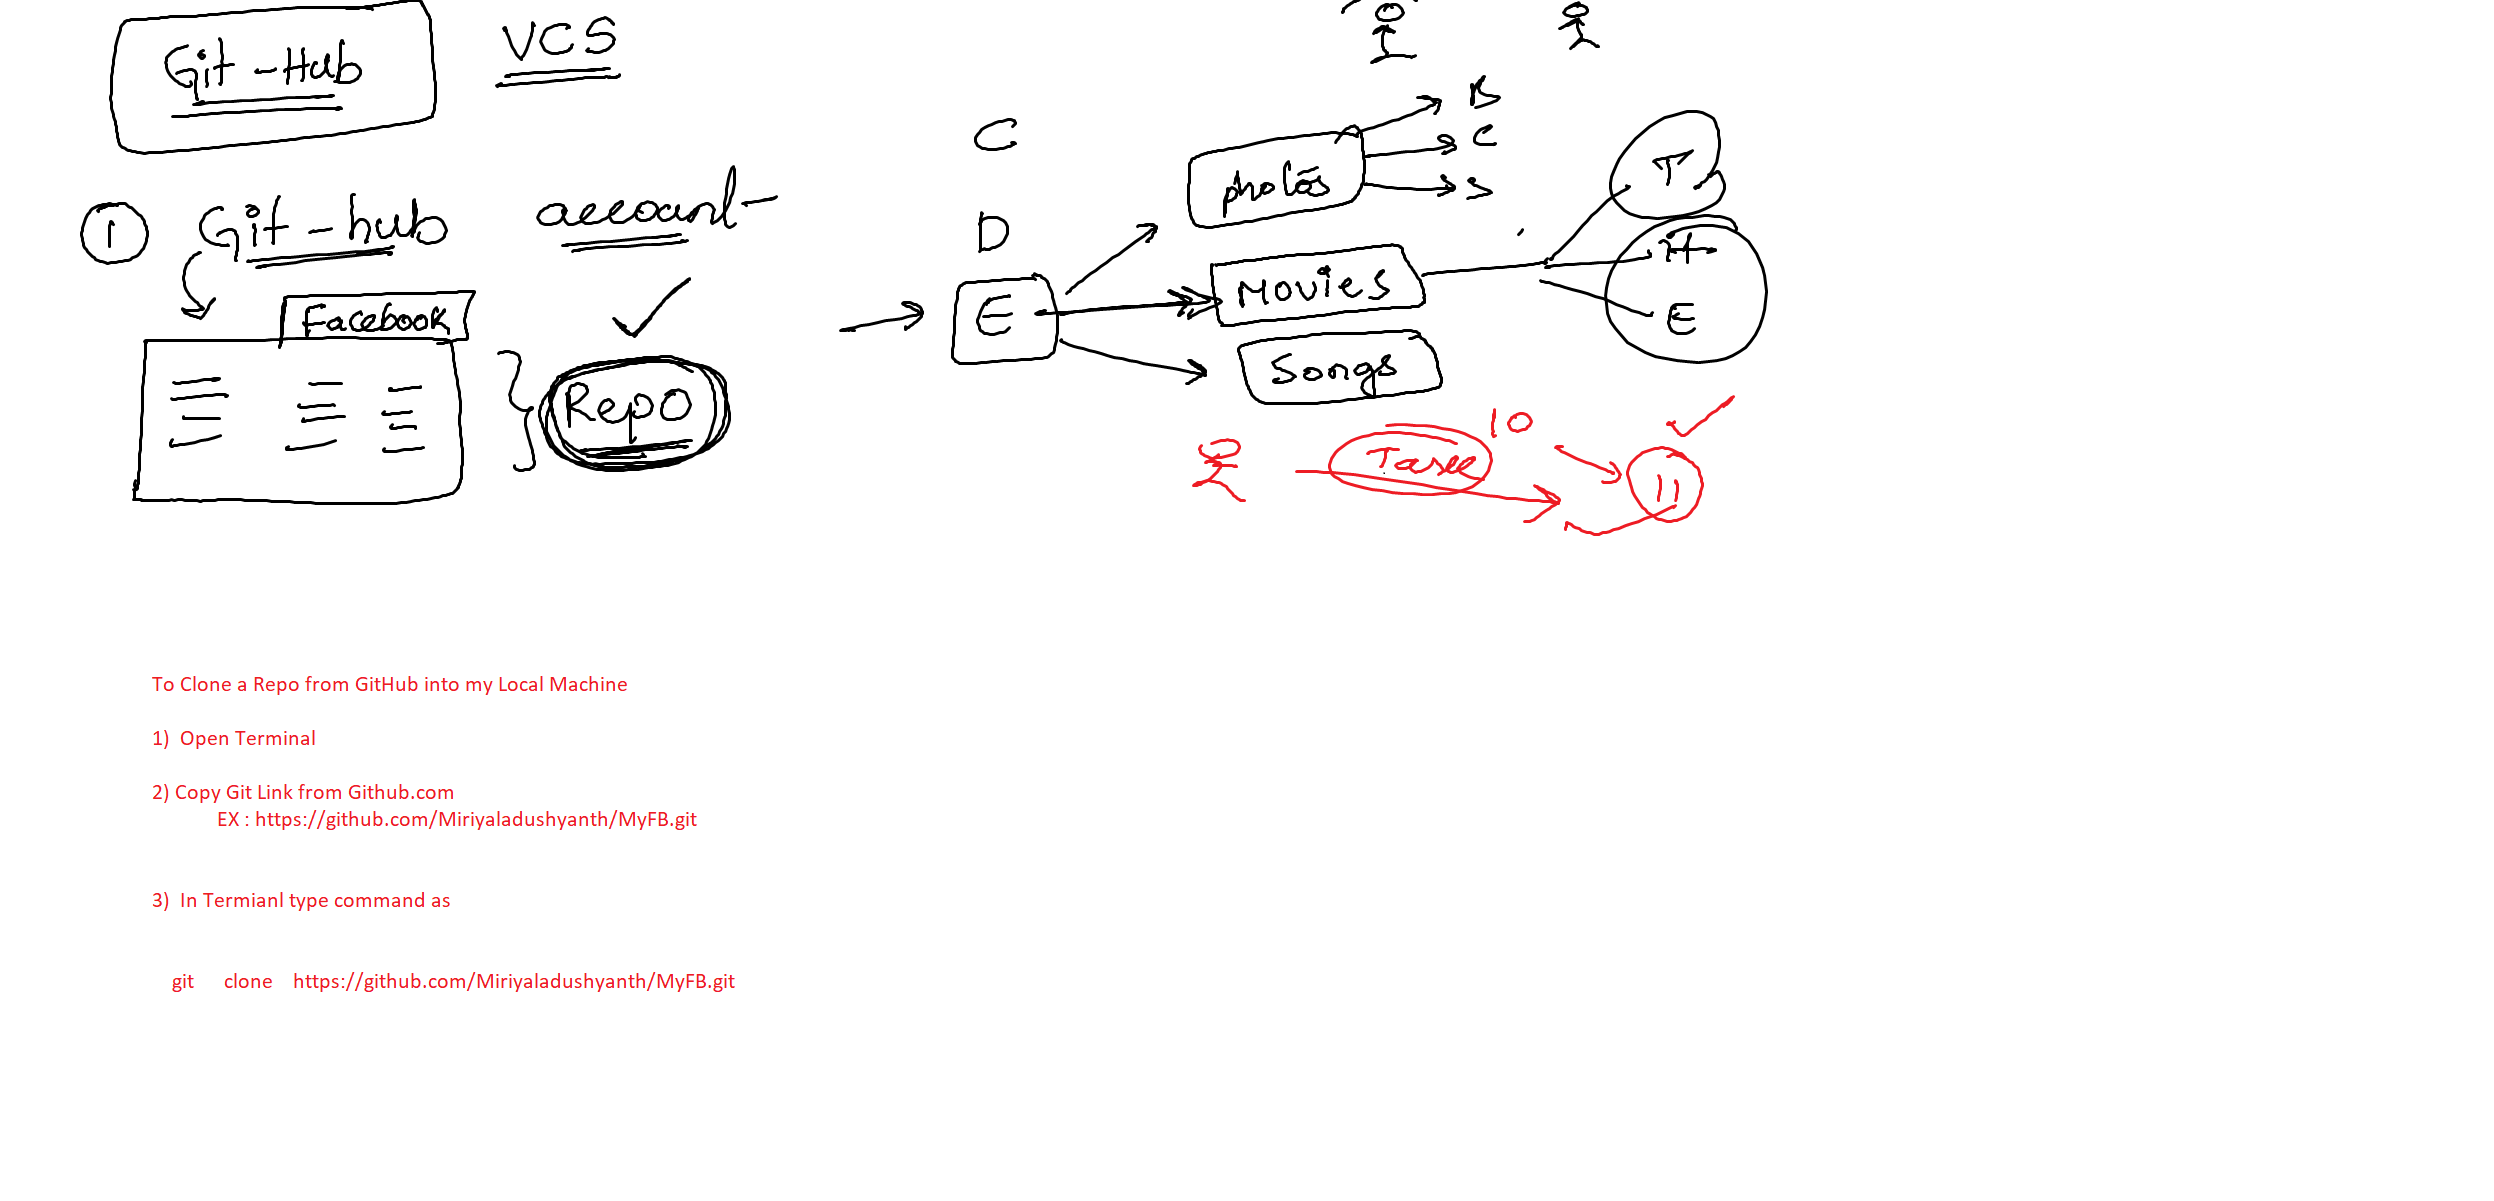 Git-Hub
VCS
1 Git-hub account
Facebook
Repo
C
D
E
Movies
Songs
K
C
S
T
H
E
Task
10
11
To Clone a Repo from GitHub into my Local Machine
1) Open Terminal
2) Copy Git Link from Github.com
EX : https://github.com/Miriyaladushyanth/MyFB.git
3) In Termianl type command as
git clone https://github.com/Miriyaladushyanth/MyFB.git